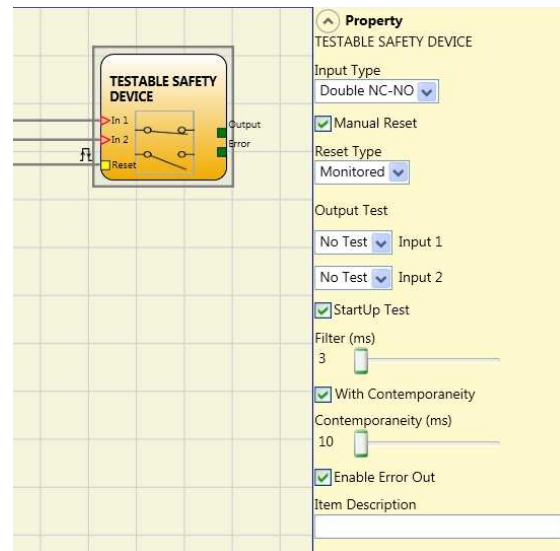 TESTABLE SAFETY
DEVICE
In 1
In 2
Reset
Output
Error
Property
TESTABLE SAFETY DEVICE
Input Type
Double NC-NO
Manual Reset
Reset Type
Monitored
Output Test
No Test Input 1
No Test Input 2
StartUp Test
Filter (ms)
3
With Contemporaneity
Contemporaneity (ms)
10
Enable Error Out
Item Description